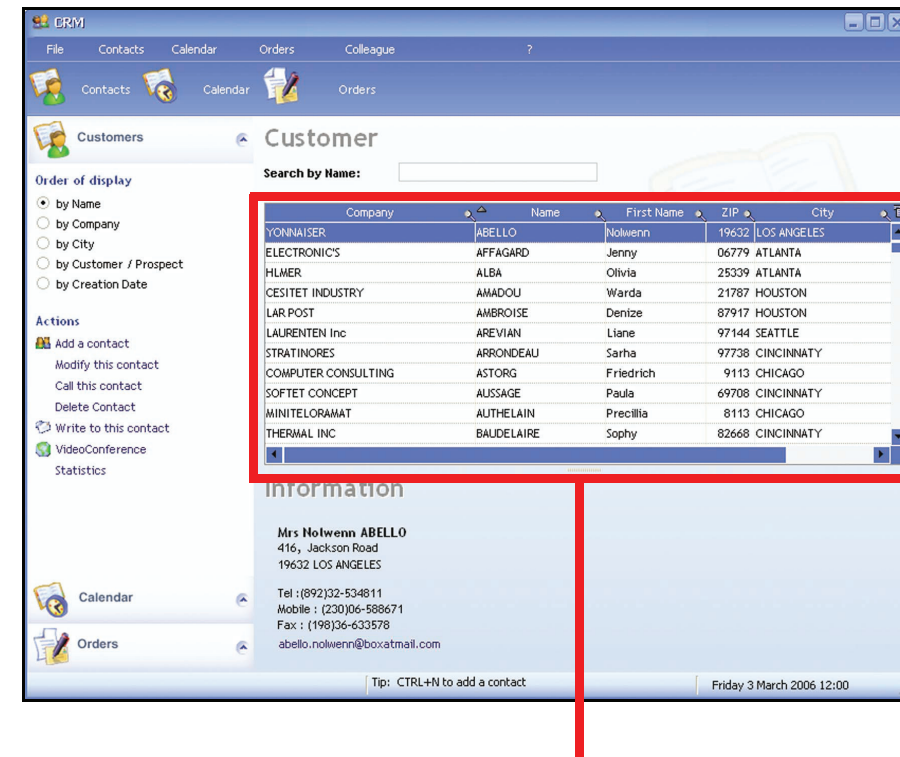 CRM
File Contacts Calendar Orders Colleague ?
Contacts Calendar Orders
Customers
Order of display
by Name
by Company
by City
by Customer / Prospect
by Creation Date
Actions
Add a contact
Modify this contact
Call this contact
Delete Contact
Write to this contact
VideoConference
Statistics
Calendar
Orders
Customer
Search by Name:
Company Name First Name ZIP City
YONNAISER ABELLO Nolwenn 19632 LOS ANGELES
ELECTRONIC'S AFFAGARD Jenny 06779 ATLANTA
HLMER ALBA Olivia 25339 ATLANTA
CESITET INDUSTRY AMADOU Warda 21787 HOUSTON
LAR POST AMBROISE Denize 87917 HOUSTON
LAURENTEN Inc AREVIAN Liane 97144 SEATTLE
STRATINORES ARRONDEAU Sarha 97738 CINCINNATY
COMPUTER CONSULTING ASTORG Friedrich 9113 CHICAGO
SOFTET CONCEPT AUSSAGE Paula 69708 CINCINNATY
MINITELORAMAT AUTHELAIN Precillia 8113 CHICAGO
THERMAL INC BAUDELAIRE Sophy 82668 CINCINNATY
Information
Mrs Nolwenn ABELLO
416, Jackson Road
19632 LOS ANGELES
Tel :(892)32-534811
Mobile : (230)06-588671
Fax : (198)36-633578
abello.nolwenn@boxatmail.com
Tip: CTRL+N to add a contact
Friday 3 March 2006 12:00